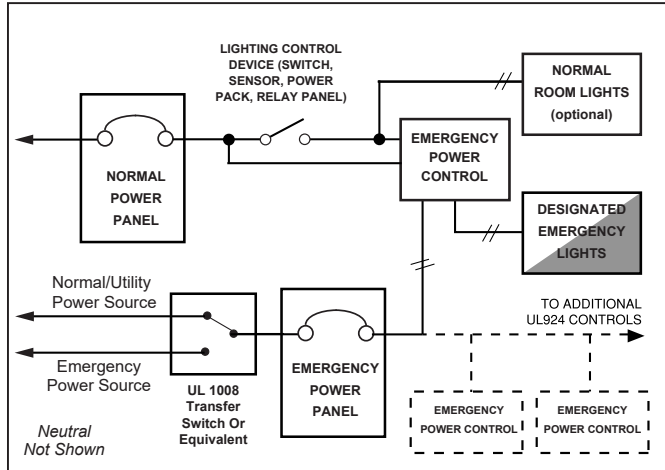 LIGHTING CONTROL
DEVICE (SWITCH,
SENSOR, POWER
PACK, RELAY PANEL)
NORMAL
ROOM LIGHTS
(optional)
NORMAL
POWER
PANEL
EMERGENCY
POWER
CONTROL
DESIGNATED
EMERGENCY
LIGHTS
Normal/Utility
Power Source
Emergency
Power Source
UL 1008
Transfer
Switch Or
Equivalent
EMERGENCY
POWER
PANEL
TO ADDITIONAL
UL924 CONTROLS
EMERGENCY
POWER CONTROL
EMERGENCY
POWER CONTROL
Neutral
Not Shown